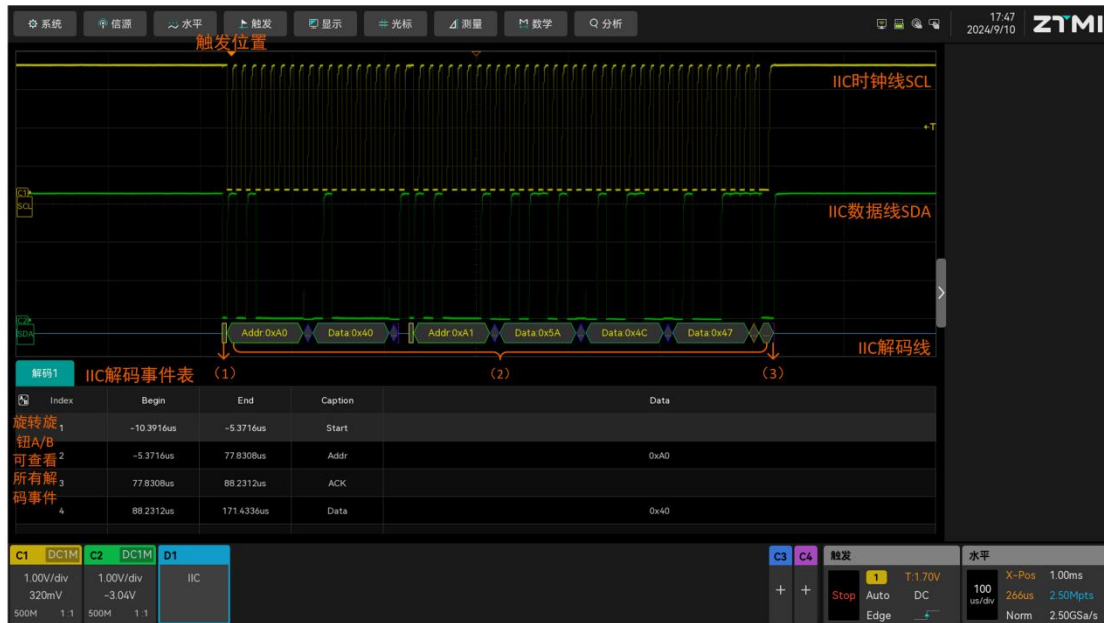 系统 信源 水平 触发 显示 光标 测量 数学 分析 17:47 2024/9/10 ZTMI
触发位置
IIC时钟线SCL
T
C1
SCL
IIC数据线SDA
C2
SDA
Addr:0xA0 Data:0x40 Addr:0xA1 Data:0x5A Data:0x4C Data:0x47
IIC解码线
解码1 IIC解码事件表 (1) (2) (3)
Index Begin End Caption Data
旋转旋
钮A/B
可查看
所有解
码事件
1 -10.3916us -5.3716us Start
2 -5.3716us 77.8308us Addr 0xA0
3 77.8308us 88.2312us ACK
4 88.2312us 171.4336us Data 0x40
C1 DC1M C2 DC1M D1 C3 C4 触发 水平
1.00V/div 1.00V/div IIC + + 1 T:1.70V 100 us/div X-Pos 1.00ms
320mV -3.04V Stop Auto DC 266us 2.50Mpts
500M 1:1 500M 1:1 Edge Norm 2.50GSa/s